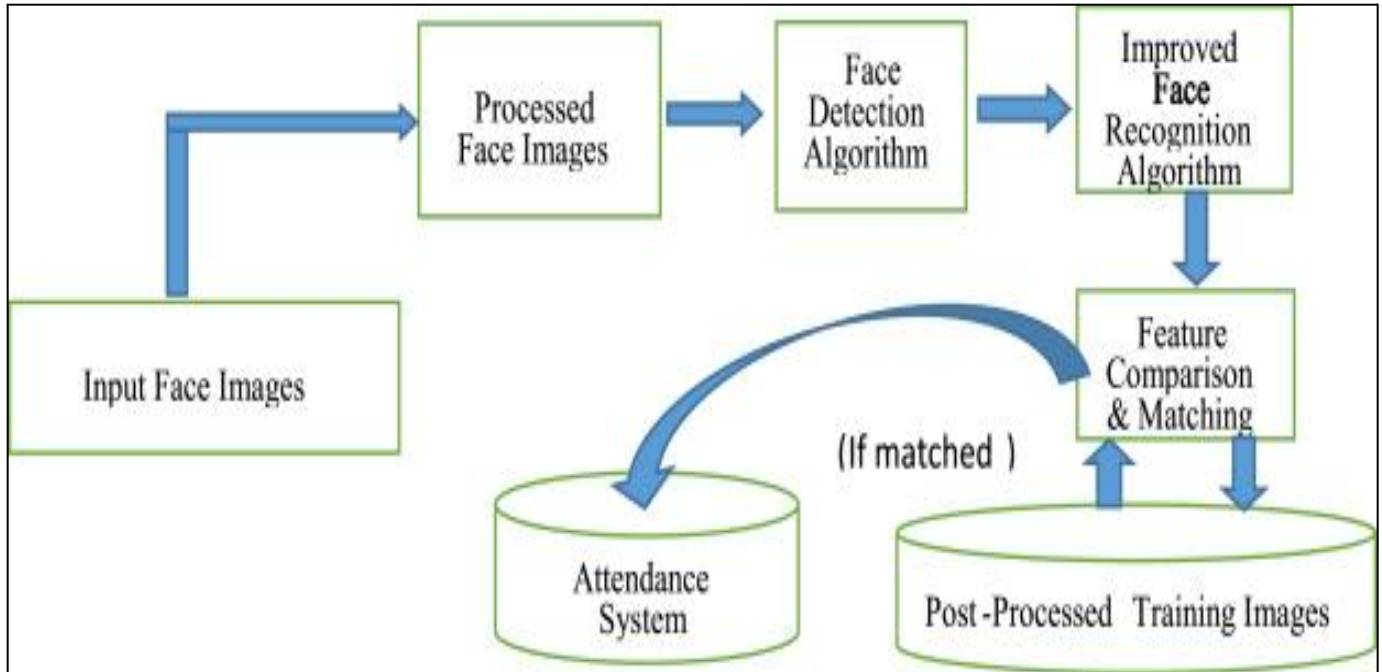 Processed
Face Images
Face
Detection
Algorithm
Improved
Face
Recognition
Algorithm
Input Face Images
Feature
Comparison
& Matching
(If matched )
Attendance
System
Post -Processed Training Images